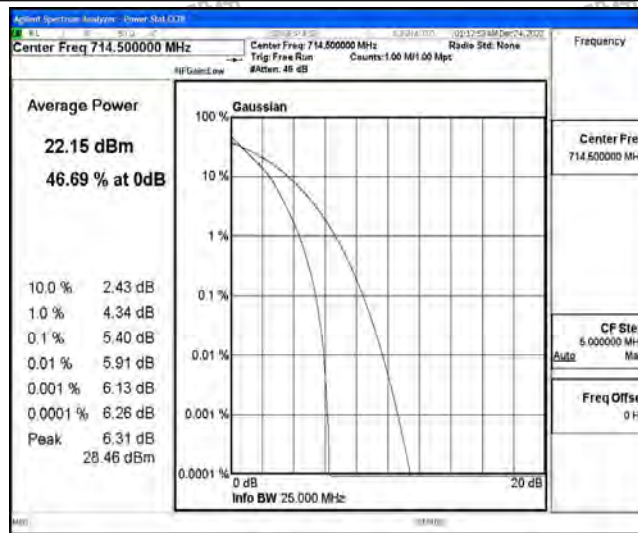 Agilent Spectrum Analyzer - Power Stat CCDF
Center Freq 714.500000 MHz
Center Freq: 714.500000 MHz
Radio Std: None
Trig: Free Run
Counts:1.00 M/1.00 Mpt
#IFGain:Low
#Atten: 46 dB
Frequency
Average Power
22.15 dBm
46.69 % at 0dB
10.0 % 2.43 dB
1.0 % 4.34 dB
0.1 % 5.40 dB
0.01 % 5.91 dB
0.001 % 6.13 dB
0.0001 % 6.26 dB
Peak 6.31 dB
28.46 dBm
Gaussian
100 %
10 %
1 %
0.1 %
0.01 %
0.001 %
0.0001 %
0 dB
20 dB
Info BW 25.000 MHz
Center Fre
714.500000 MH
CF Ste
5.000000 MH
Auto Ma
Freq Offse
0 H
MSG
STATUS